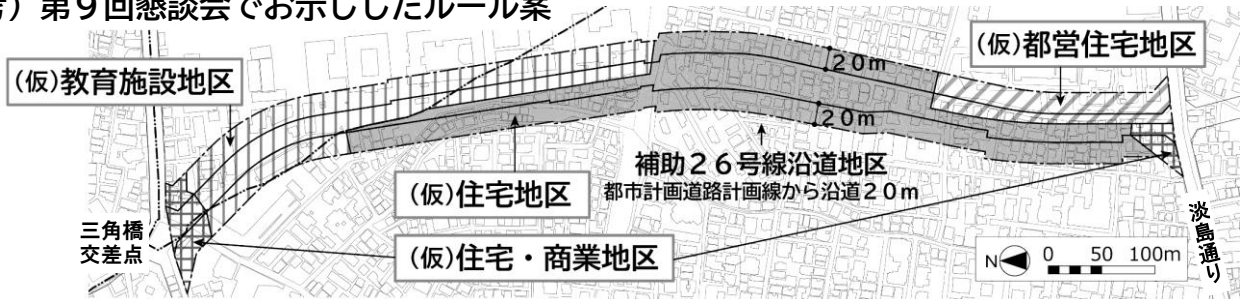 第９回懇談会でお示ししたルール案
(仮)教育施設地区
２０ｍ
(仮)都営住宅地区
２０ｍ
補助２６号線沿道地区
都市計画道路計画線から沿道２０ｍ
(仮)住宅地区
三角橋
交差点
(仮)住宅・商業地区
淡島通り
N
0 50 100m